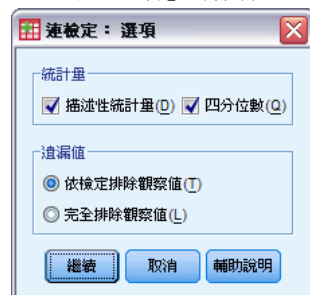 連檢定：選項
統計量
描述性統計量(D) 四分位數(Q)
遺漏值
依檢定排除觀察值(T)
完全排除觀察值(L)
繼續 取消 輔助說明